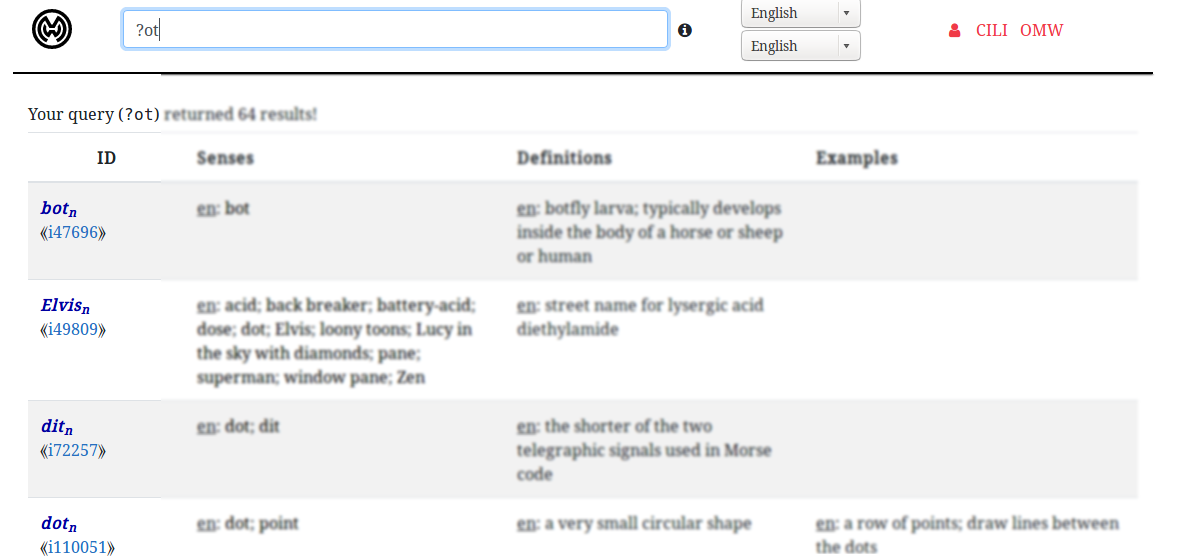 ?ot
English
English
CILI OMW
Your query (?ot) returned 64 results!
ID Senses Definitions Examples
bot n
⟪i47696⟫
en: bot
en: botfly larva; typically develops
inside the body of a horse or sheep
or human
Elvis n
⟪i49809⟫
en: acid; back breaker; battery-acid;
dose; dot; Elvis; loony toons; Lucy in
the sky with diamonds; pane;
superman; window pane; Zen
en: street name for lysergic acid
diethylamide
dit n
⟪i72257⟫
en: dot; dit
en: the shorter of the two
telegraphic signals used in Morse
code
dot n
⟪i110051⟫
en: dot; point
en: a very small circular shape
en: a row of points; draw lines between
the dots